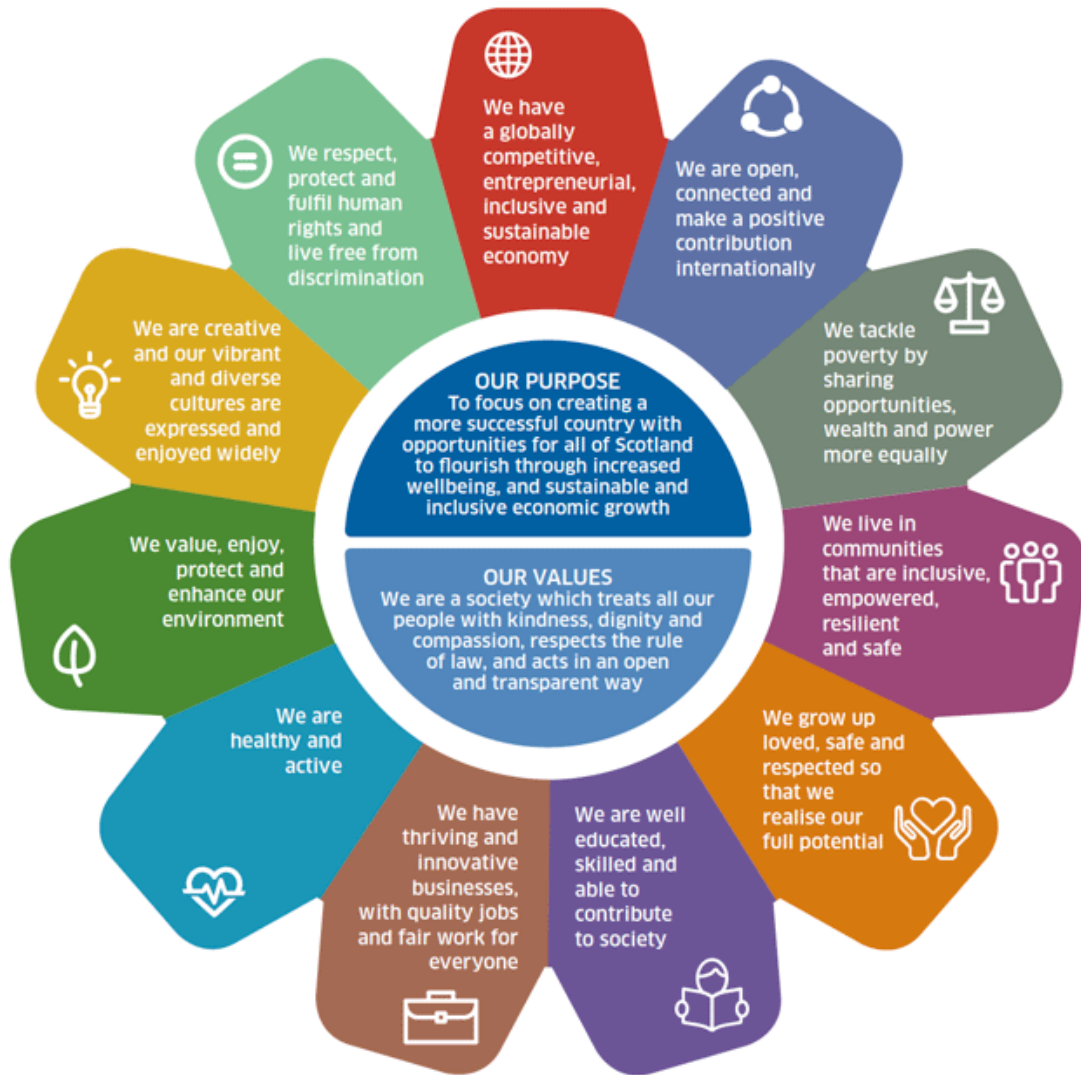 We have
a globally
competitive,
entrepreneurial,
inclusive and
sustainable
economy
We are open,
connected and
make a positive
contribution
internationally
We tackle
poverty by
sharing
opportunities,
wealth and power
more equally
We live in
communities
that are inclusive,
empowered,
resilient
and safe
We grow up
loved, safe and
respected so
that we
realise our
full potential
We are well
educated,
skilled and
able to
contribute
to society
We have
thriving and
innovative
businesses,
with quality jobs
and fair work for
everyone
We are
healthy and
active
We value, enjoy,
protect and
enhance our
environment
We are creative
and our vibrant
and diverse
cultures are
expressed and
enjoyed widely
We respect,
protect and
fulfil human
rights and
live free from
discrimination
OUR PURPOSE
To focus on creating a
more successful country with
opportunities for all of Scotland
to flourish through increased
wellbeing, and sustainable and
inclusive economic growth
OUR VALUES
We are a society which treats all our
people with kindness, dignity and
compassion, respects the rule
of law, and acts in an open
and transparent way